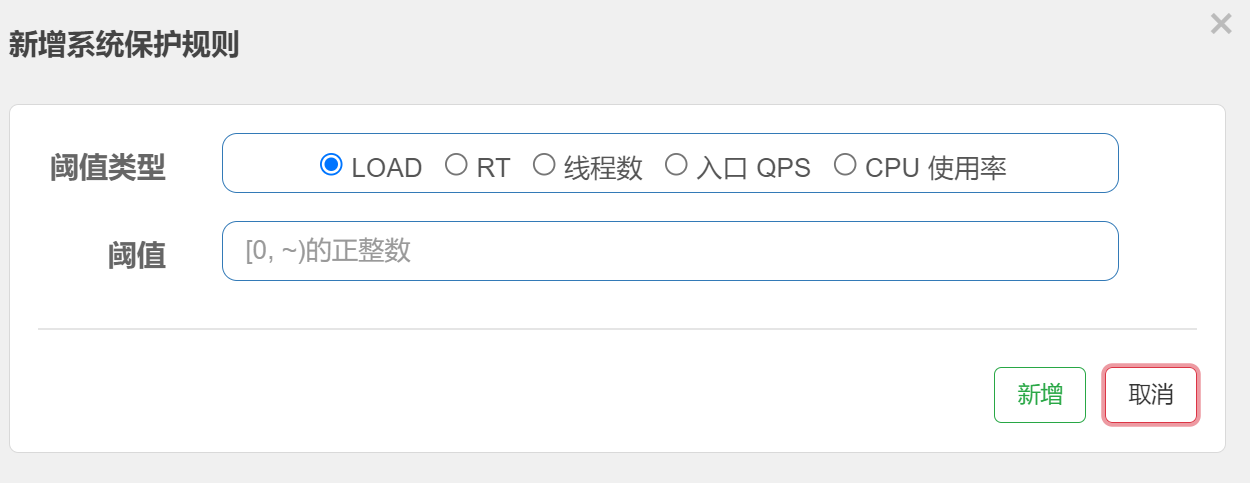 ×
新增系统保护规则
阈值类型 LOAD RT 线程数 入口 QPS CPU 使用率
阈值 [0, ~)的正整数
新增 取消